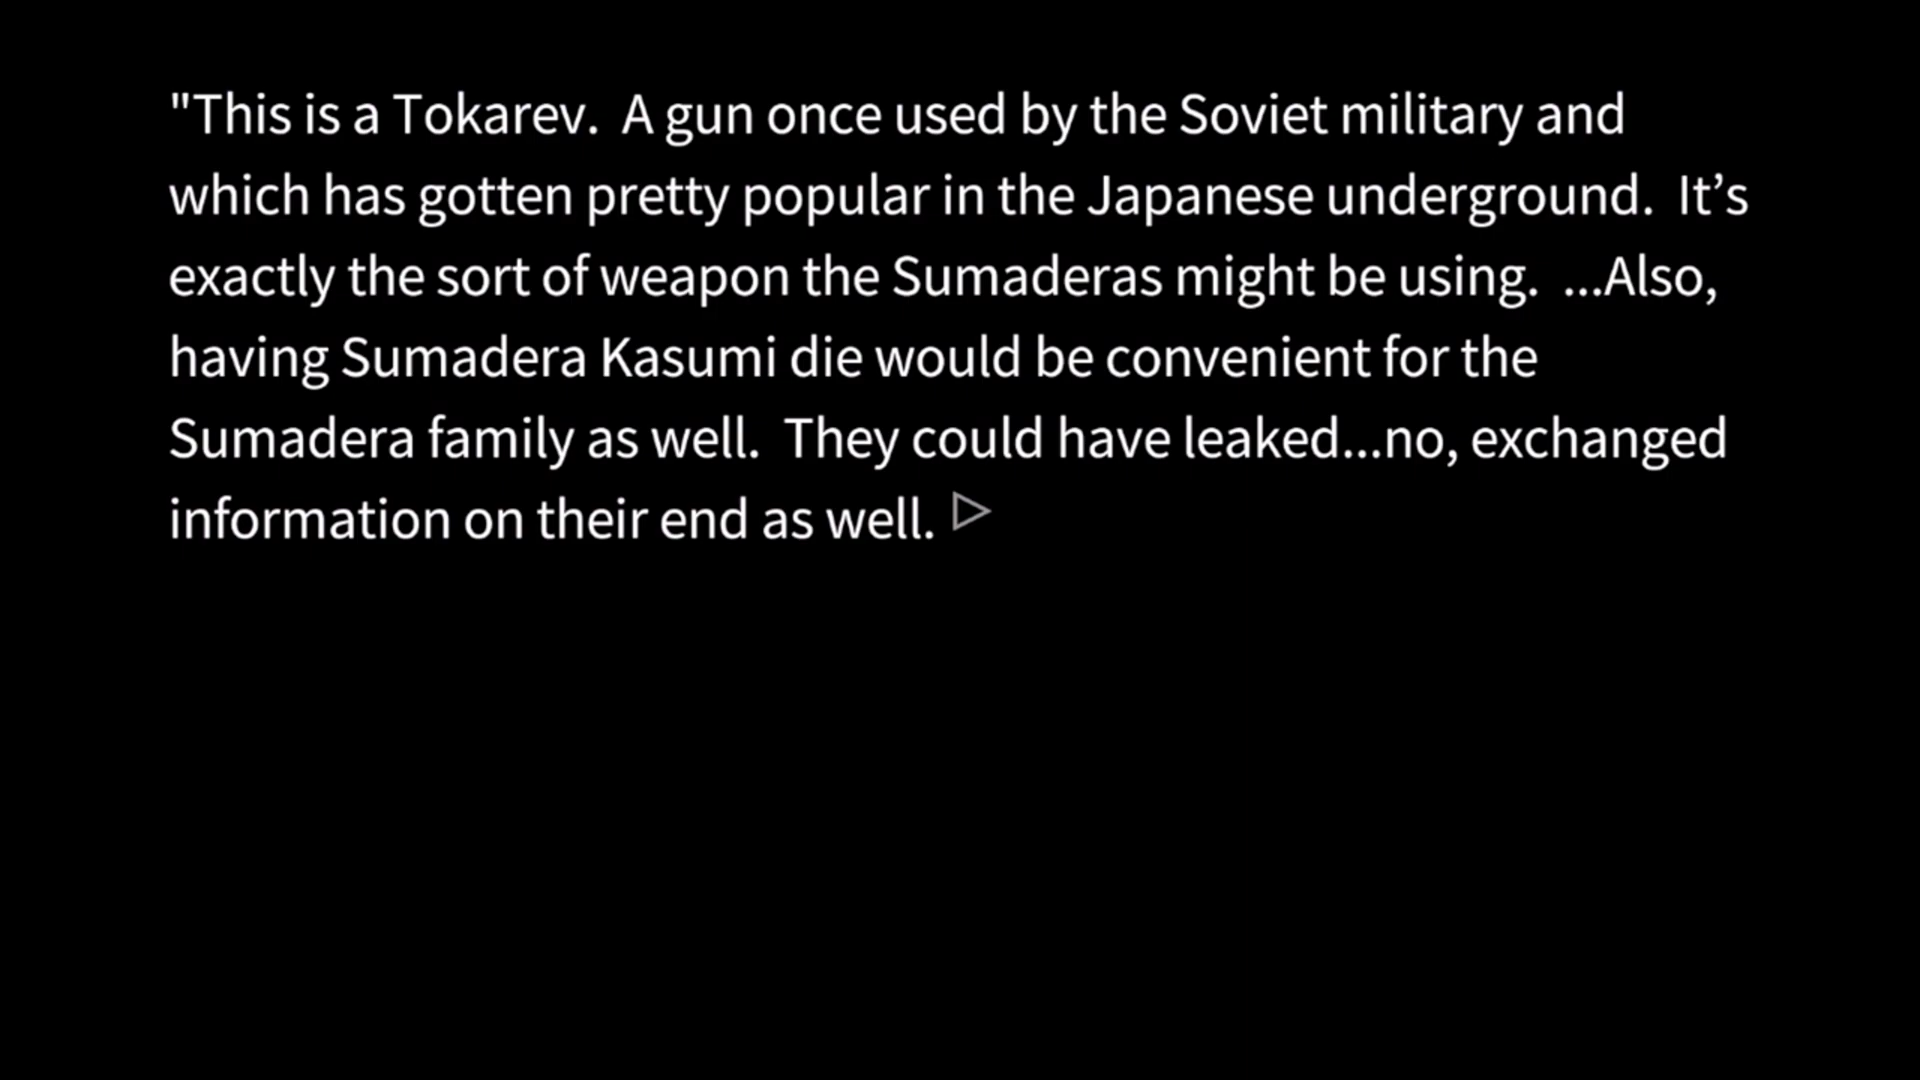 "This is a Tokarev.  A gun once used by the Soviet military and
which has gotten pretty popular in the Japanese underground.  It’s
exactly the sort of weapon the Sumaderas might be using.  ...Also,
having Sumadera Kasumi die would be convenient for the
Sumadera family as well.  They could have leaked...no, exchanged
information on their end as well.